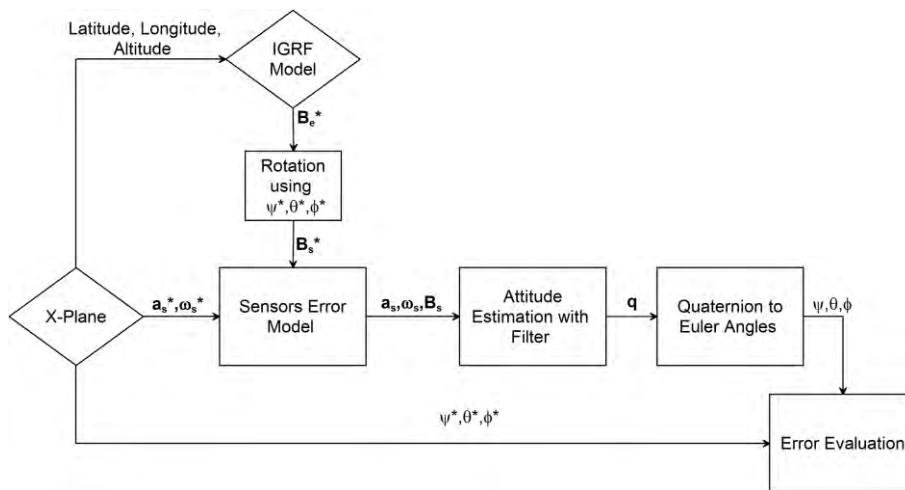 Latitude, Longitude,
Altitude
IGRF
Model
Bₑ*
Rotation
using
ψ*,θ*,ϕ*
Bₛ*
X-Plane
aₛ*,ωₛ*
Sensors Error
Model
aₛ,ωₛ,Bₛ
Attitude
Estimation with
Filter
q
Quaternion to
Euler Angles
ψ,θ,ϕ
ψ*,θ*,ϕ*
Error Evaluation